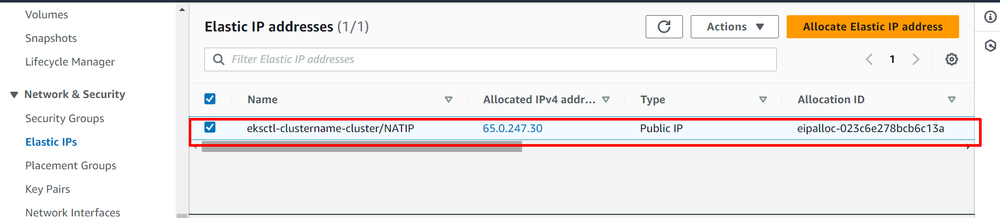 Volumes
Snapshots
Lifecycle Manager
Network & Security
Security Groups
Elastic IPs
Placement Groups
Key Pairs
Network Interfaces
Elastic IP addresses (1/1)
Actions
Allocate Elastic IP address
Filter Elastic IP addresses
1
Name Allocated IPv4 addr... Type Allocation ID
eksctl-clustername-cluster/NATIP 65.0.247.30 Public IP eipalloc-023c6e278bcb6c13a